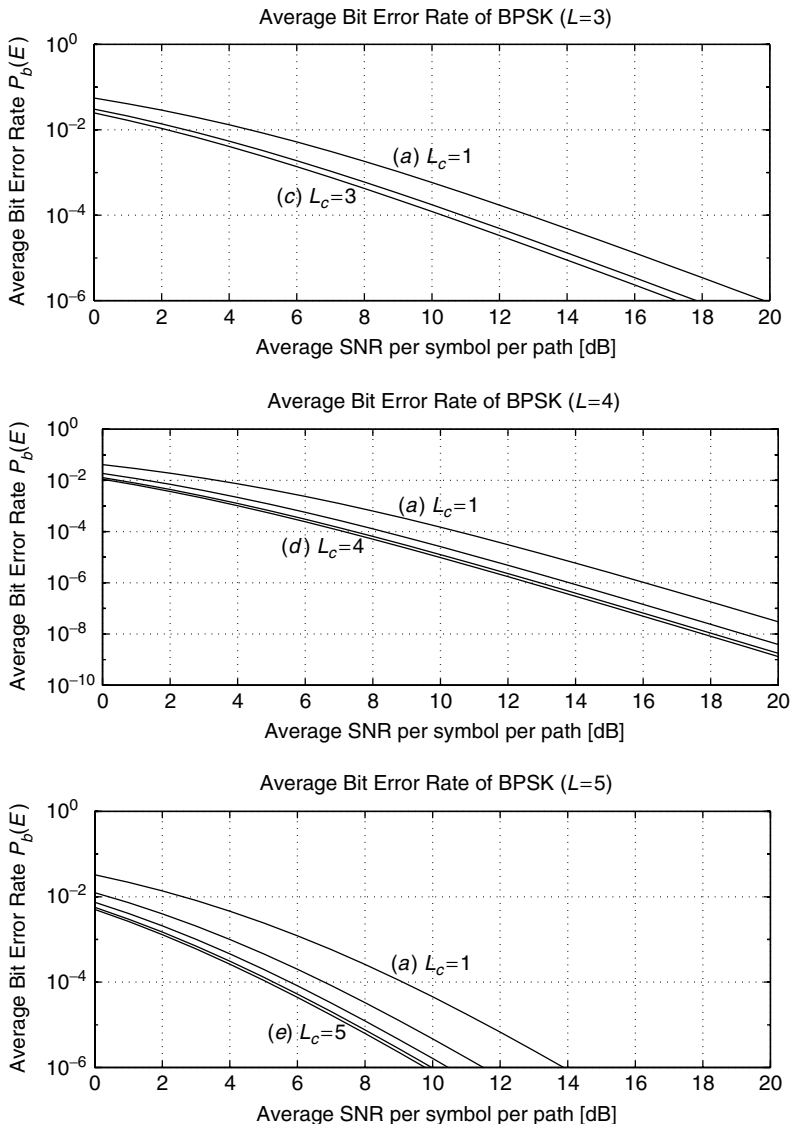 Average Bit Error Rate of BPSK (L=3)
Average Bit Error Rate P_b(E)
10^0
10^−2
10^−4
10^−6
(a) L_c=1
(c) L_c=3
0 2 4 6 8 10 12 14 16 18 20
Average SNR per symbol per path [dB]
Average Bit Error Rate of BPSK (L=4)
Average Bit Error Rate P_b(E)
10^0
10^−2
10^−4
10^−6
10^−8
10^−10
(a) L_c=1
(d) L_c=4
0 2 4 6 8 10 12 14 16 18 20
Average SNR per symbol per path [dB]
Average Bit Error Rate of BPSK (L=5)
Average Bit Error Rate P_b(E)
10^0
10^−2
10^−4
10^−6
(a) L_c=1
(e) L_c=5
0 2 4 6 8 10 12 14 16 18 20
Average SNR per symbol per path [dB]